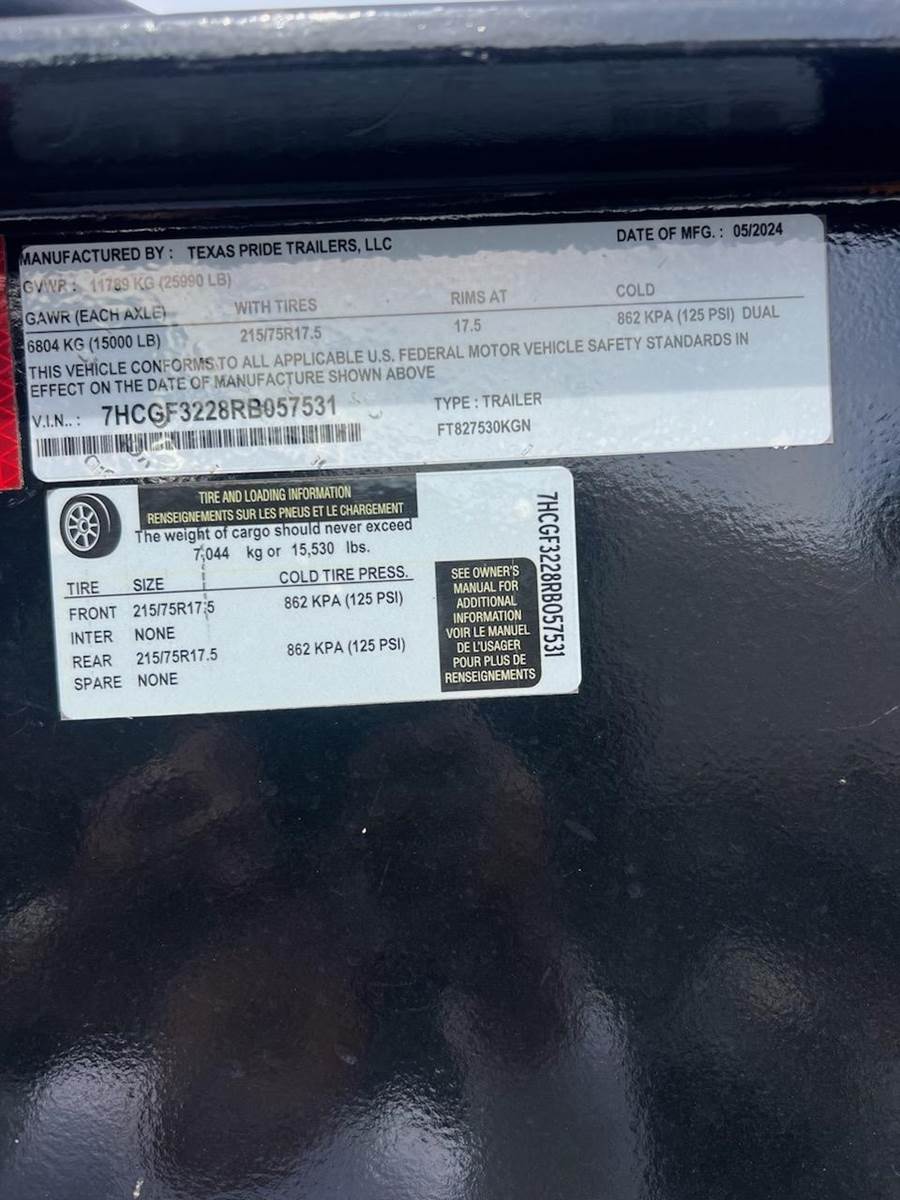 MANUFACTURED BY : TEXAS PRIDE TRAILERS, LLC DATE OF MFG. : 05/2024
GVWR : 11789 KG (25990 LB)
GAWR (EACH AXLE) WITH TIRES RIMS AT COLD
6804 KG (15000 LB) 215/75R17.5 17.5 862 KPA (125 PSI) DUAL
THIS VEHICLE CONFORMS TO ALL APPLICABLE U.S. FEDERAL MOTOR VEHICLE SAFETY STANDARDS IN
EFFECT ON THE DATE OF MANUFACTURE SHOWN ABOVE
V.I.N.. : 7HCGF3228RB057531 TYPE : TRAILER
FT827530KGN
TIRE AND LOADING INFORMATION
RENSEIGNEMENTS SUR LES PNEUS ET LE CHARGEMENT
The weight of cargo should never exceed
7,044 kg or 15,530 lbs.
TIRE SIZE COLD TIRE PRESS.
FRONT 215/75R17.5 862 KPA (125 PSI)
INTER NONE
REAR 215/75R17.5 862 KPA (125 PSI)
SPARE NONE
SEE OWNER'S
MANUAL FOR
ADDITIONAL
INFORMATION
VOIR LE MANUEL
DE L'USAGER
POUR PLUS DE
RENSEIGNEMENTS
7HCGF3228RB057531